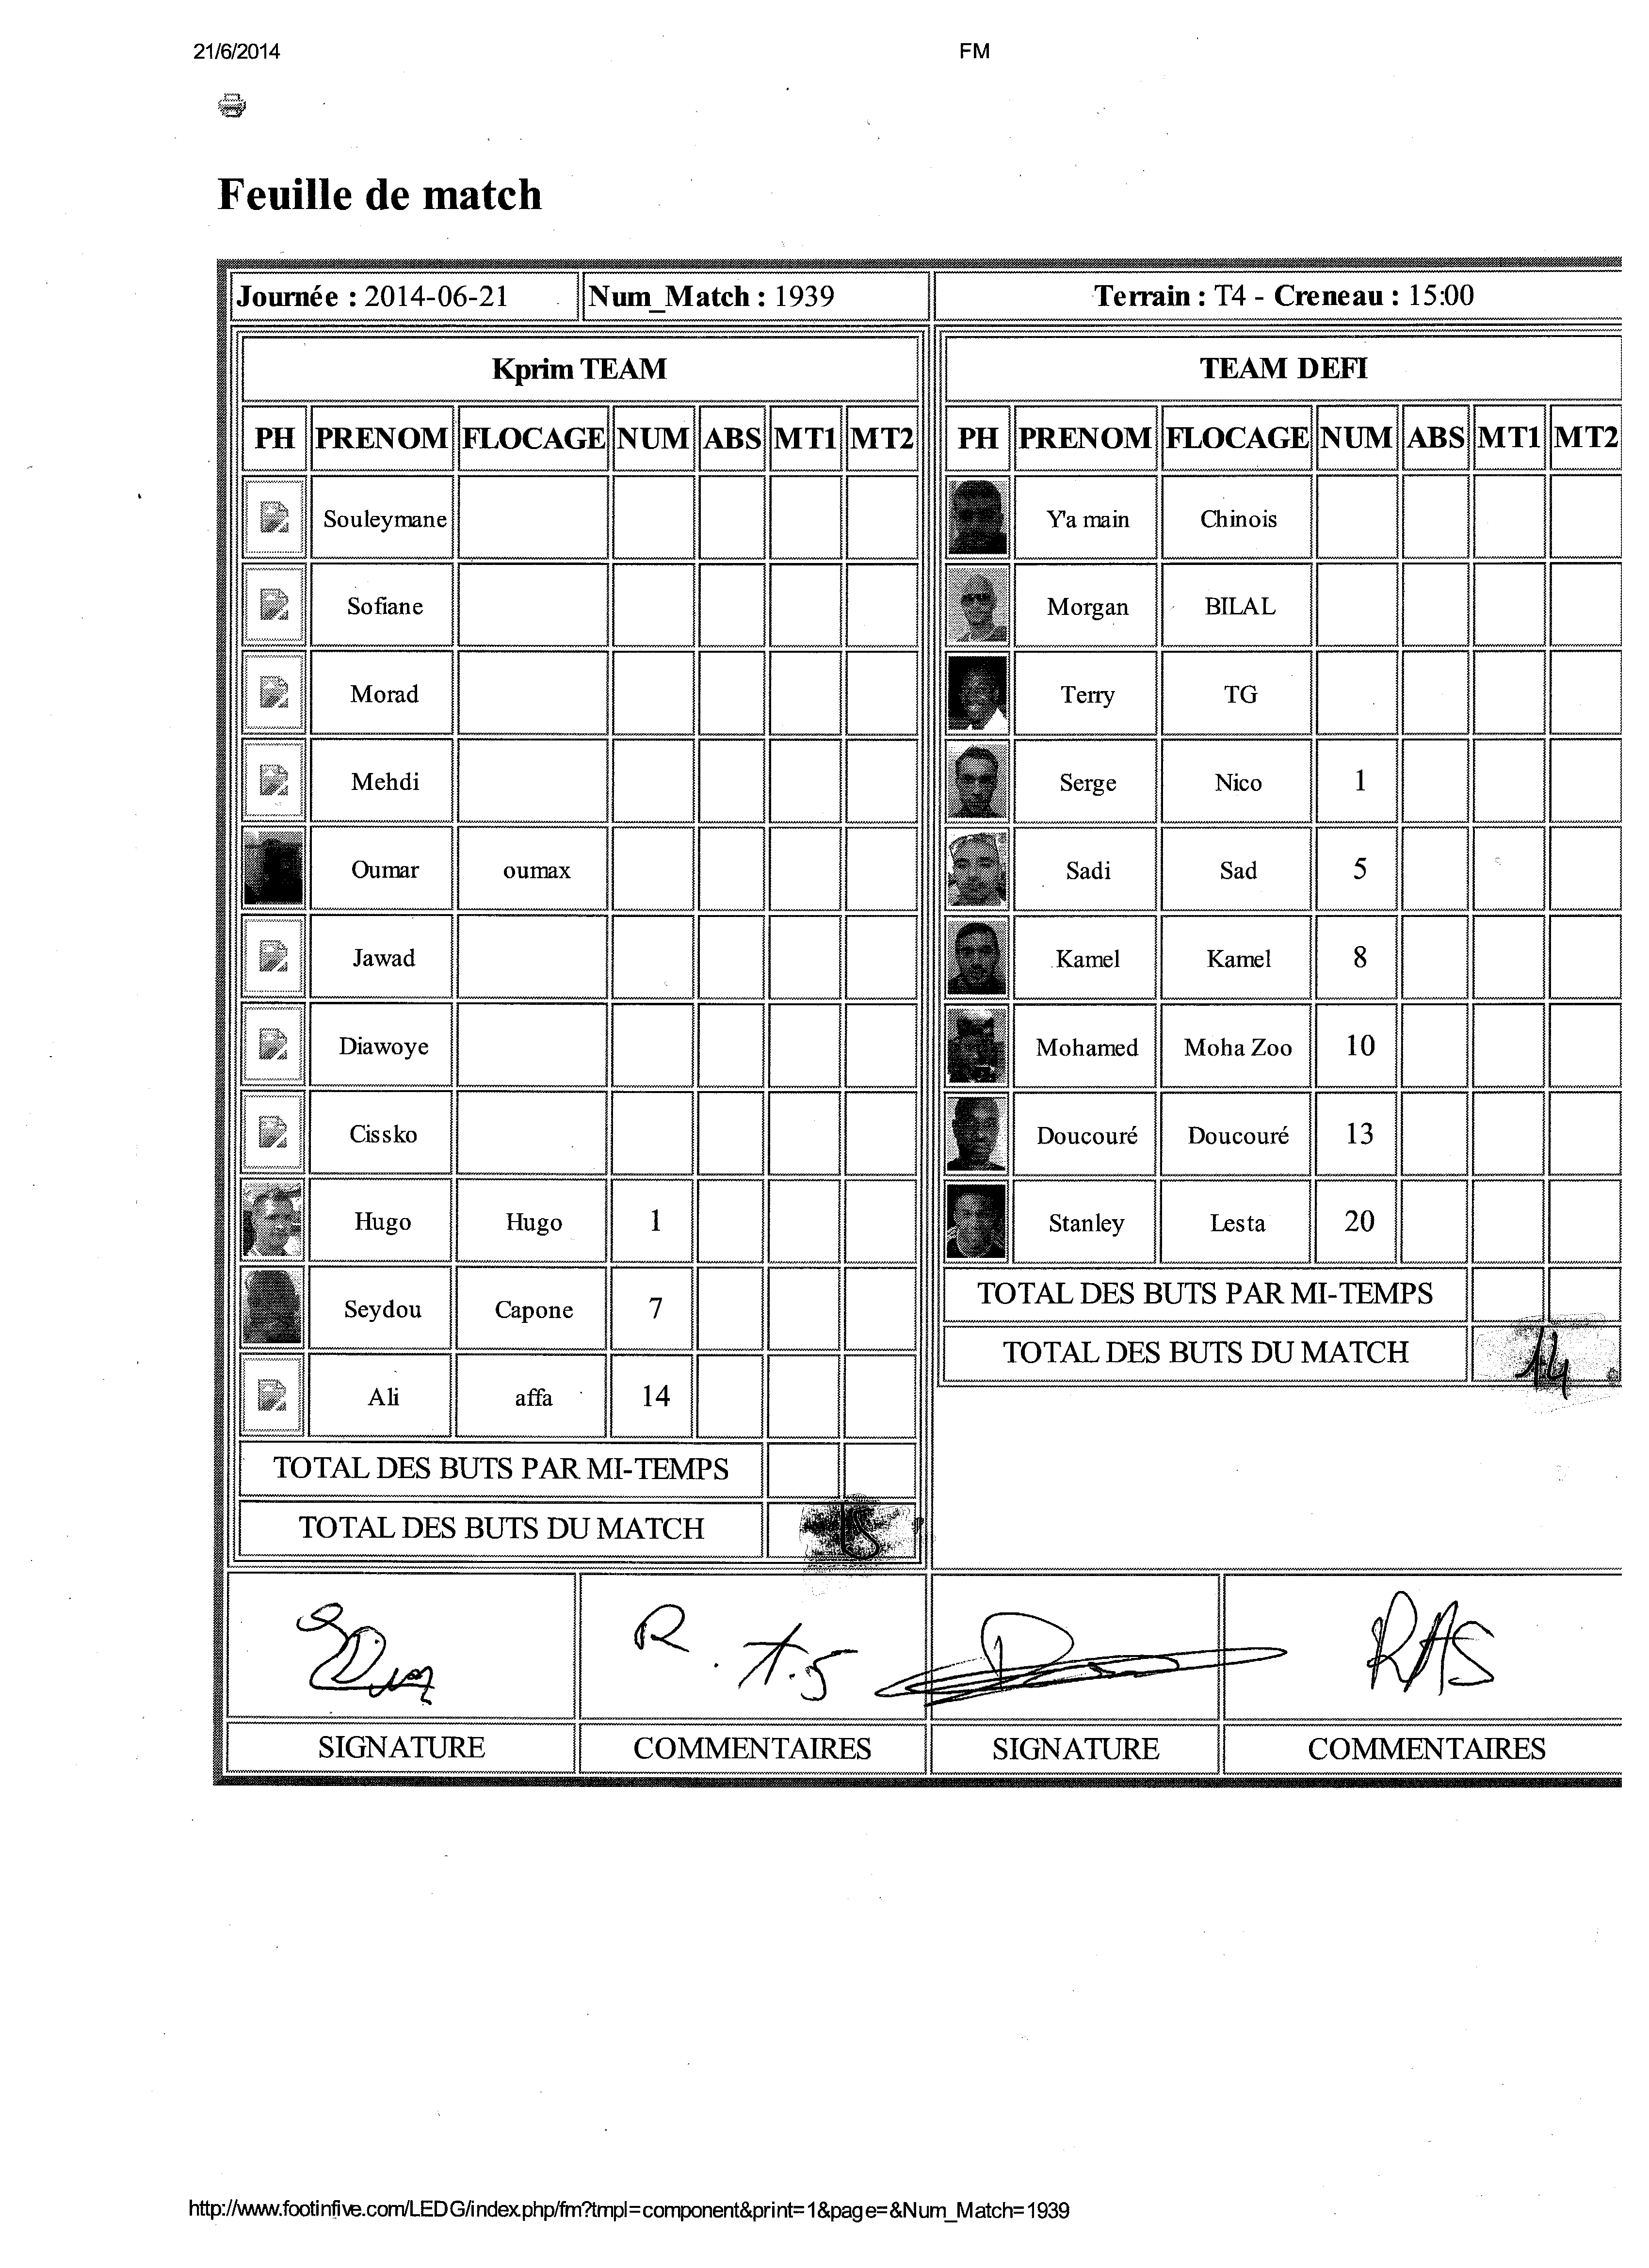 21/6/2014 FM
Feuille de match
Journée : 2014-06-21 Num_Match : 1939 Terrain : T4 - Creneau : 15:00
Kprim TEAM
PH PRENOM FLOCAGE NUM ABS MT1 MT2
Souleymane
Sofiane
Morad
Mehdi
Oumar oumax
Jawad
Diawoye
Cissko
Hugo Hugo 1
Seydou Capone 7
Ali affa 14
TOTAL DES BUTS PAR MI-TEMPS
TOTAL DES BUTS DU MATCH
TEAM DEFI
PH PRENOM FLOCAGE NUM ABS MT1 MT2
Y'a main Chinois
Morgan BILAL
Terry TG
Serge Nico 1
Sadi Sad 5
Kamel Kamel 8
Mohamed Moha Zoo 10
Doucouré Doucouré 13
Stanley Lesta 20
TOTAL DES BUTS PAR MI-TEMPS
TOTAL DES BUTS DU MATCH 14
R.A.S RAS
SIGNATURE COMMENTAIRES SIGNATURE COMMENTAIRES
http://www.footinfive.com/LEDG/index.php/fm?tmpl=component&print=1&page=&Num_Match=1939